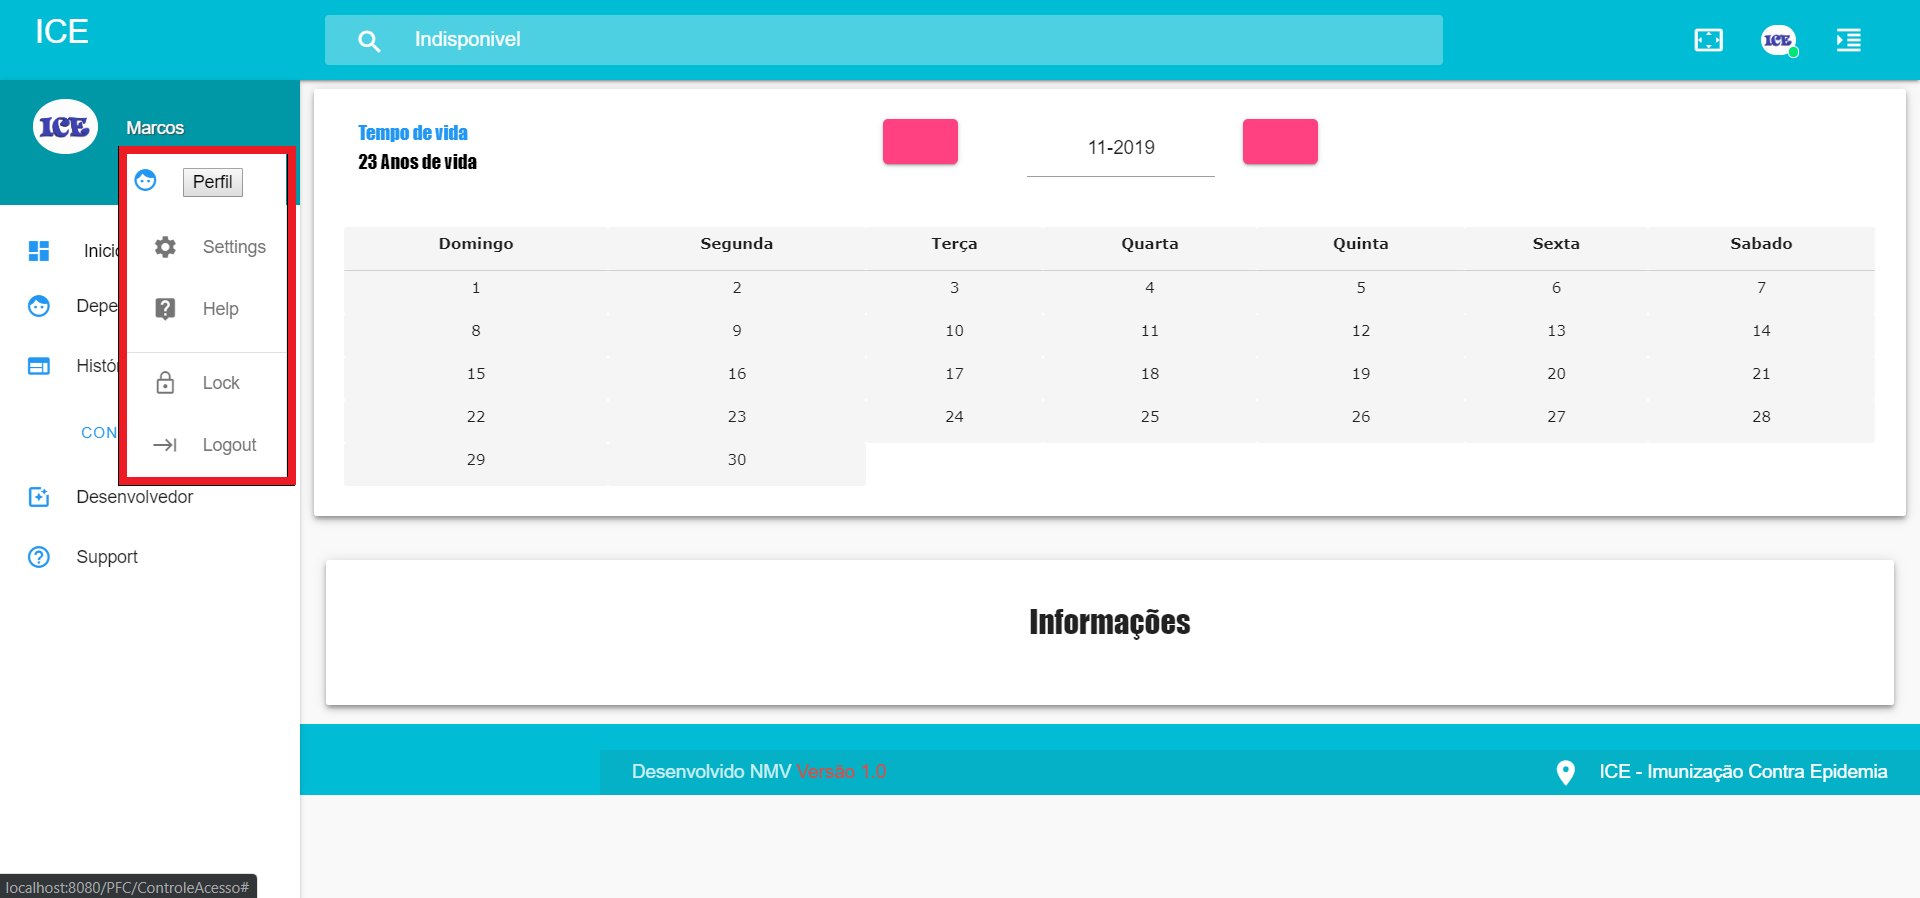 ICE
Indisponivel
ICE
ICE
Marcos
Perfil
Settings
Help
Lock
Logout
Inicio
Depe
Histór
CON
Desenvolvedor
Support
Tempo de vida
23 Anos de vida
11-2019
Domingo Segunda Terça Quarta Quinta Sexta Sabado
1 2 3 4 5 6 7
8 9 10 11 12 13 14
15 16 17 18 19 20 21
22 23 24 25 26 27 28
29 30
Informações
Desenvolvido NMV Versão 1.0
ICE - Imunização Contra Epidemia
localhost:8080/PFC/ControleAcesso#